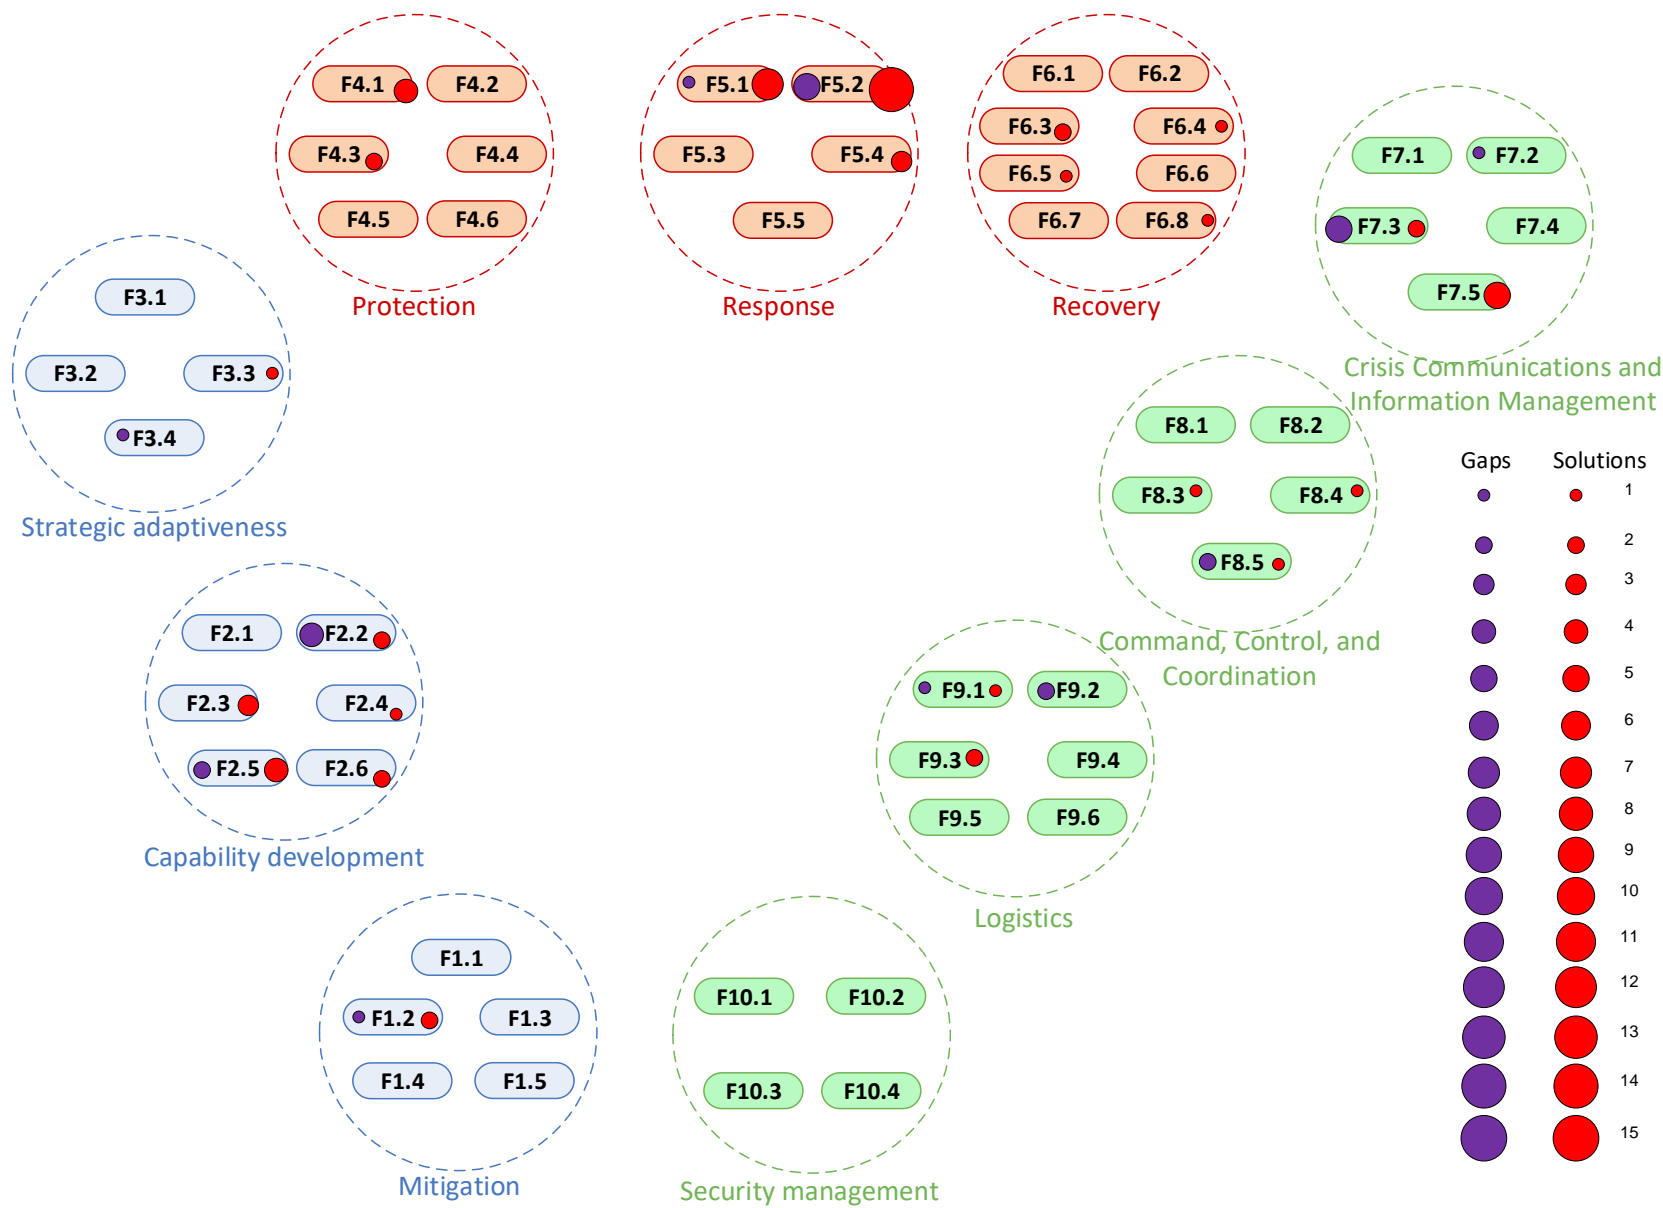 F4.1 F4.2
F4.3 F4.4
F4.5 F4.6
Protection
F5.1 F5.2
F5.3 F5.4
F5.5
Response
F6.1 F6.2
F6.3 F6.4
F6.5 F6.6
F6.7 F6.8
Recovery
F7.1 F7.2
F7.3 F7.4
F7.5
Crisis Communications and
Information Management
F3.1
F3.2 F3.3
F3.4
Strategic adaptiveness
F8.1 F8.2
F8.3 F8.4
F8.5
Command, Control, and
Coordination
F2.1 F2.2
F2.3 F2.4
F2.5 F2.6
Capability development
F9.1 F9.2
F9.3 F9.4
F9.5 F9.6
Logistics
F1.1
F1.2 F1.3
F1.4 F1.5
Mitigation
F10.1 F10.2
F10.3 F10.4
Security management
Gaps Solutions
1
2
3
4
5
6
7
8
9
10
11
12
13
14
15